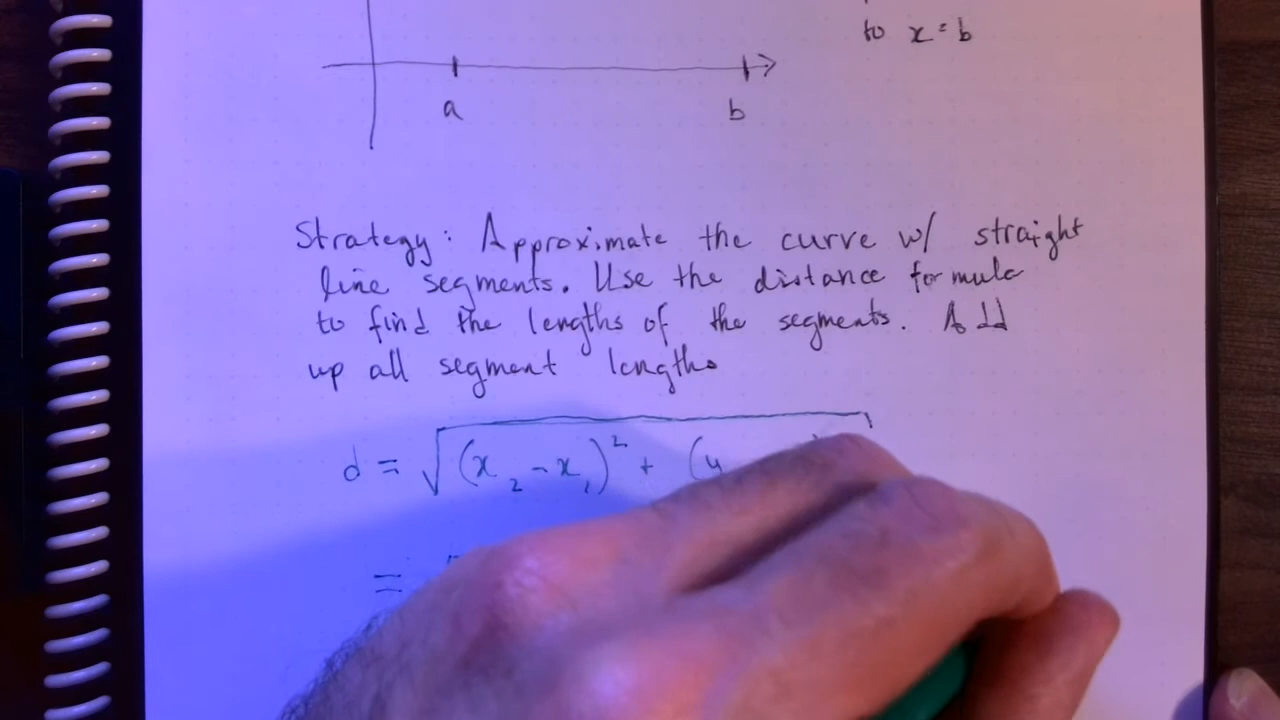 to x = b
a b
Strategy: Approximate the curve w/ straight
line segments. Use the distance formula
to find the lengths of the segments. Add
up all segment lengths
d = √(x₂ - x₁)² + (y
=